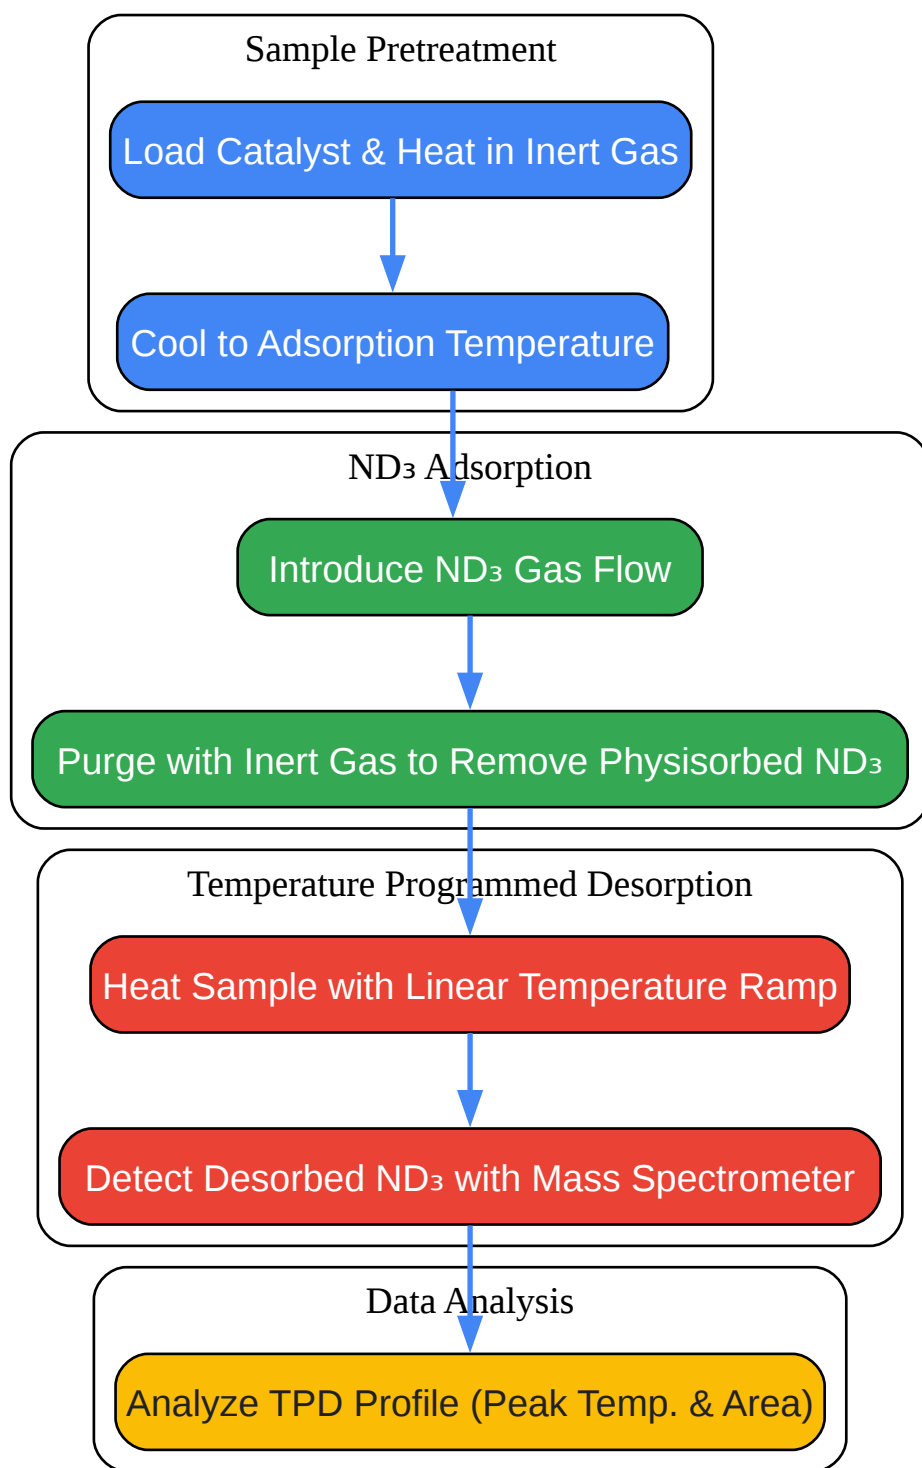 Sample Pretreatment
Load Catalyst & Heat in Inert Gas
Cool to Adsorption Temperature
ND₃ Adsorption
Introduce ND₃ Gas Flow
Purge with Inert Gas to Remove Physisorbed ND₃
Temperature Programmed Desorption
Heat Sample with Linear Temperature Ramp
Detect Desorbed ND₃ with Mass Spectrometer
Data Analysis
Analyze TPD Profile (Peak Temp. & Area)